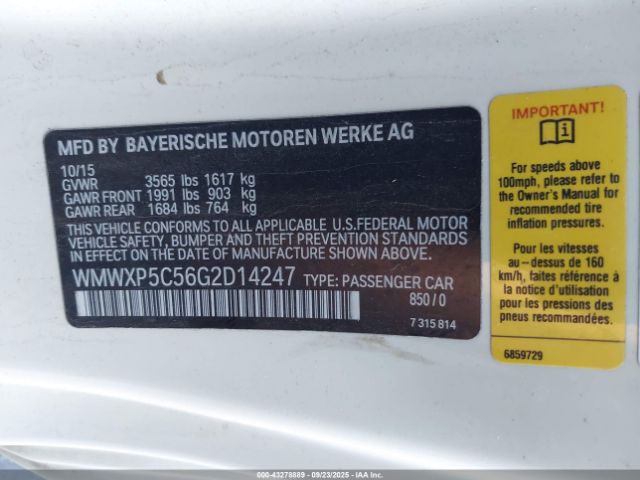 MFD BY BAYERISCHE MOTOREN WERKE AG
10/15
GVWR 3565 lbs 1617 kg
GAWR FRONT 1991 lbs 903 kg
GAWR REAR 1684 lbs 764 kg
THIS VEHICLE CONFORMS TO ALL APPLICABLE U.S.FEDERAL MOTOR
VEHICLE SAFETY, BUMPER AND THEFT PREVENTION STANDARDS
IN EFFECT ON THE DATE OF MANUFACTURE SHOWN ABOVE.
WMWXP5C56G2D14247 TYPE: PASSENGER CAR
850/0
7 315 814
IMPORTANT!
For speeds above
100mph, please refer to
the Owner's Manual for
recommended tire
inflation pressures.
Pour les vitesses
au-dessus de 160 km/h,
veuillez faites référence
à la notice d'utilisation
pour les pressions des
pneus recommandées.
6859729
000-43278889 - 09/23/2025 - COPYRIGHT IAA, LLC.